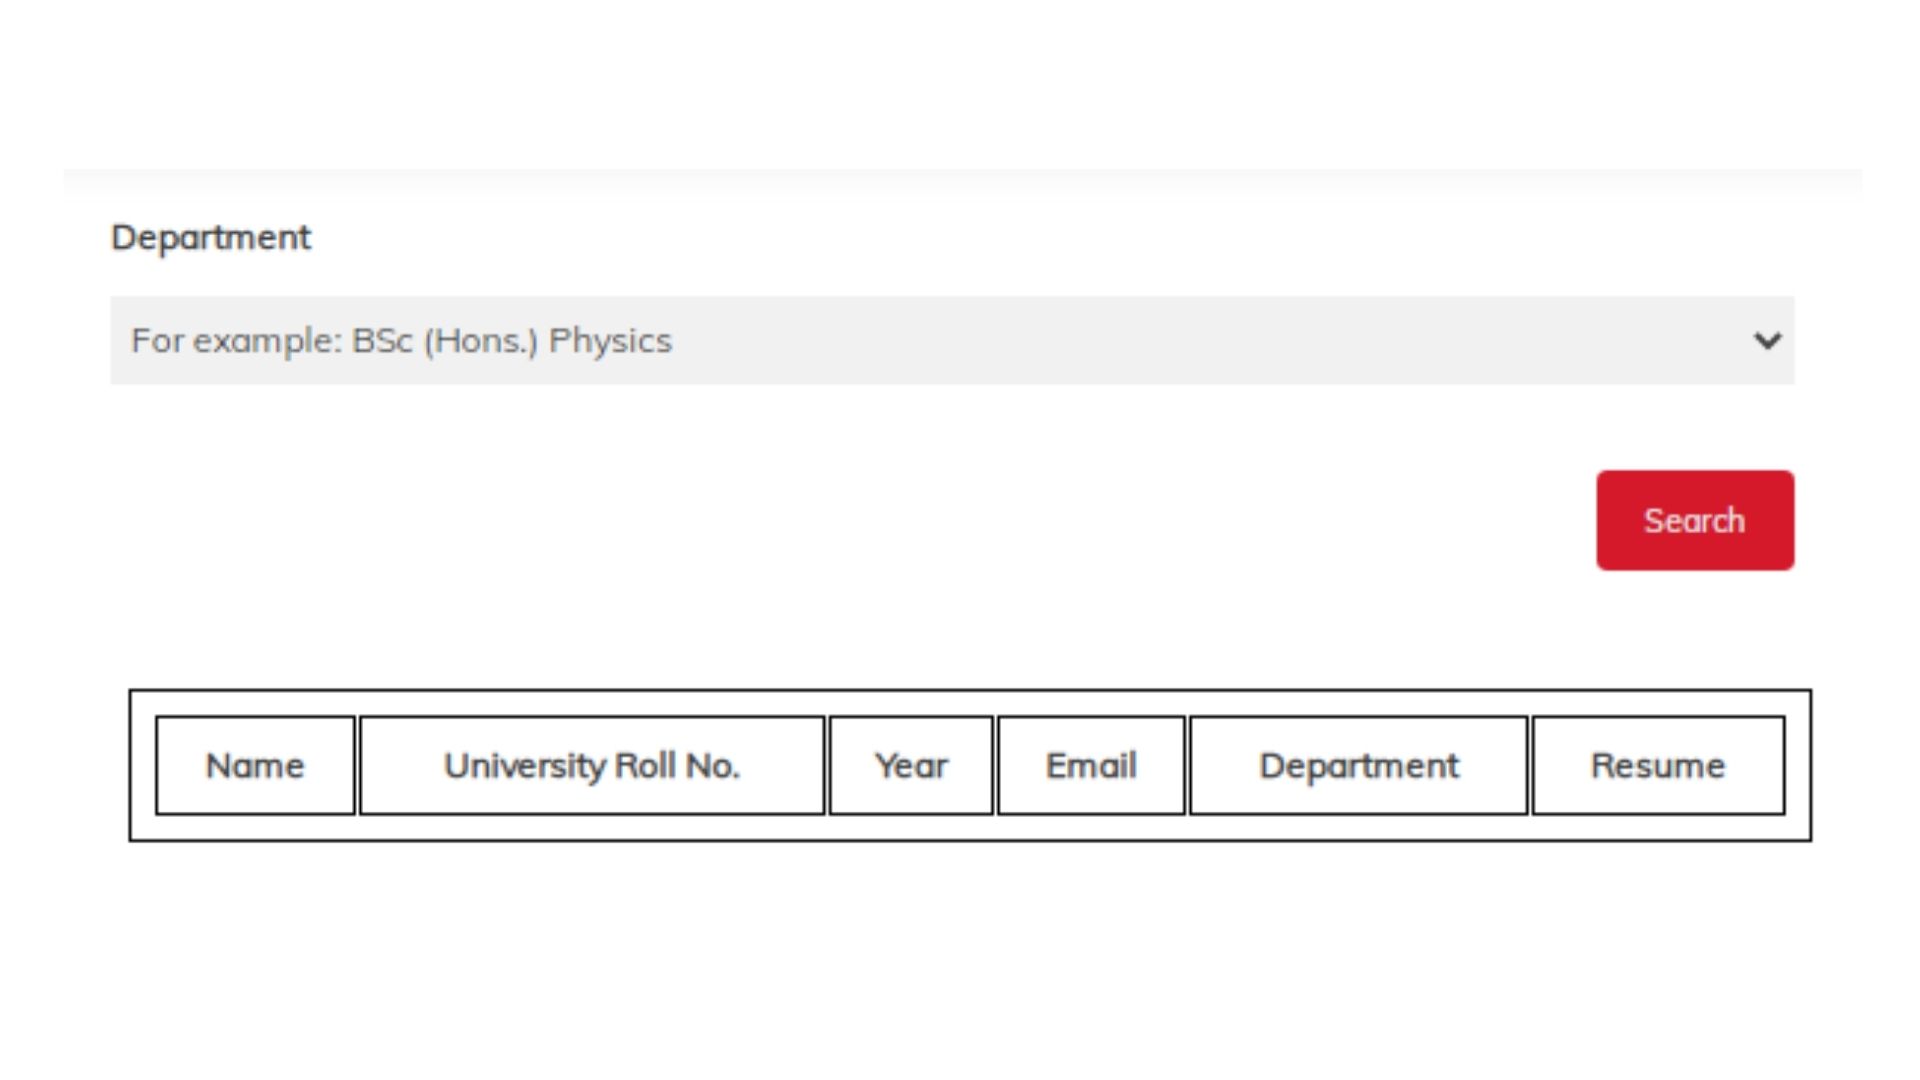 Department
For example: BSc (Hons.) Physics
Search
Name University Roll No. Year Email Department Resume